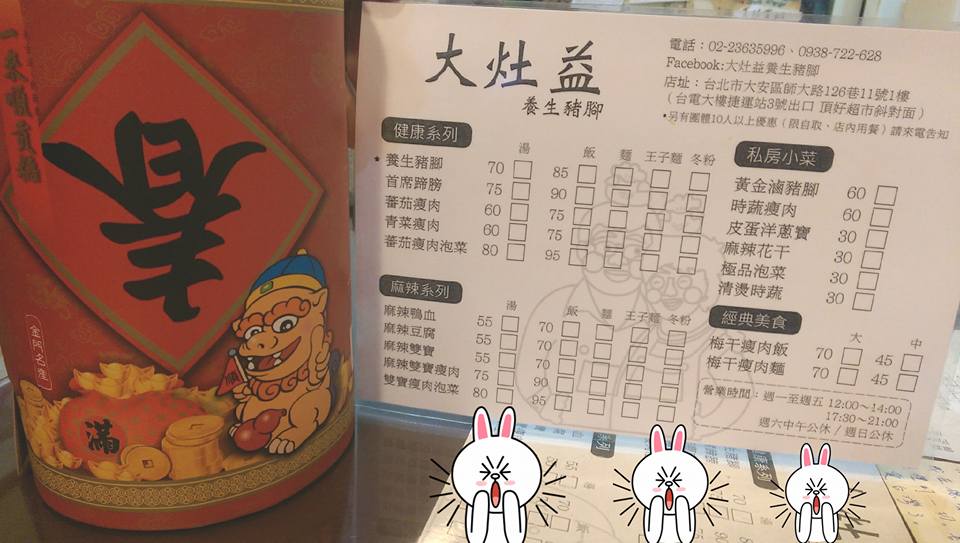 一条根貢糖
春
金門之寶
滿
大灶益
養生豬腳
電話：02-23635996、0938-722-628
Facebook:大灶益養生豬腳
店址：台北市大安區師大路126巷11號1樓
（台電大樓捷運站3號出口 頂好超市斜對面）
*另有團體10人以上優惠（限自取、店內用餐）請來電告知
健康系列
湯 飯 麵 王子麵 冬粉
* 養生豬腳 70 85
首席蹄膀 75 90
蕃茄瘦肉 60 75
青菜瘦肉 60 75
蕃茄瘦肉泡菜 80 95
麻辣系列
湯 飯 麵 王子麵 冬粉
麻辣鴨血 55 70
麻辣豆腐 55 70
麻辣雙寶 55 70
麻辣雙寶瘦肉 75 90
雙寶瘦肉泡菜 80 95
私房小菜
黃金滷豬腳 60
時蔬瘦肉 60
皮蛋洋蔥寶 30
麻辣花干 30
極品泡菜 30
清燙時蔬 30
經典美食
大 中
梅干瘦肉飯 70 45
梅干瘦肉麵 70 45
營業時間：週一至週五 12:00~14:00
17:30~21:00
週六中午公休 / 週日公休